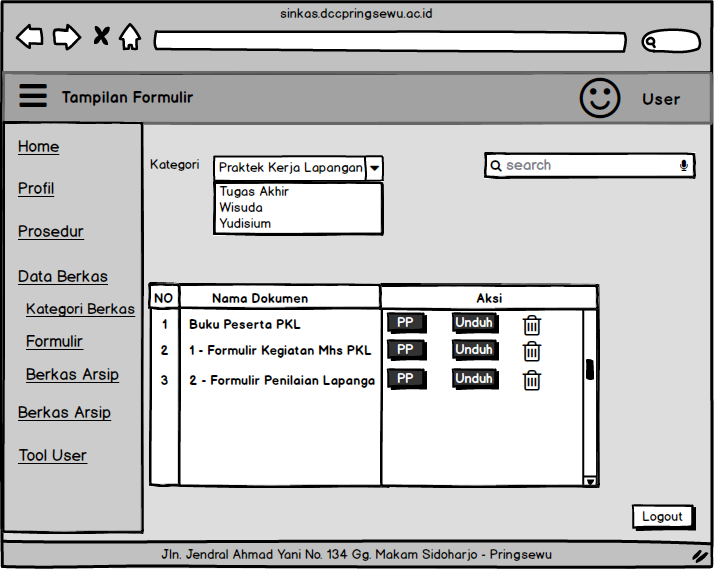 sinkas.dccpringsewu.ac.id
Tampilan Formulir
User
Home
Profil
Prosedur
Data Berkas
Kategori Berkas
Formulir
Berkas Arsip
Berkas Arsip
Tool User
Kategori
Praktek Kerja Lapangan
Tugas Akhir
Wisuda
Yudisium
search
NO Nama Dokumen Aksi
1 Buku Peserta PKL PP Unduh
2 1 - Formulir Kegiatan Mhs PKL PP Unduh
3 2 - Formulir Penilaian Lapanga PP Unduh
Logout
Jln. Jendral Ahmad Yani No. 134 Gg. Makam Sidoharjo - Pringsewu